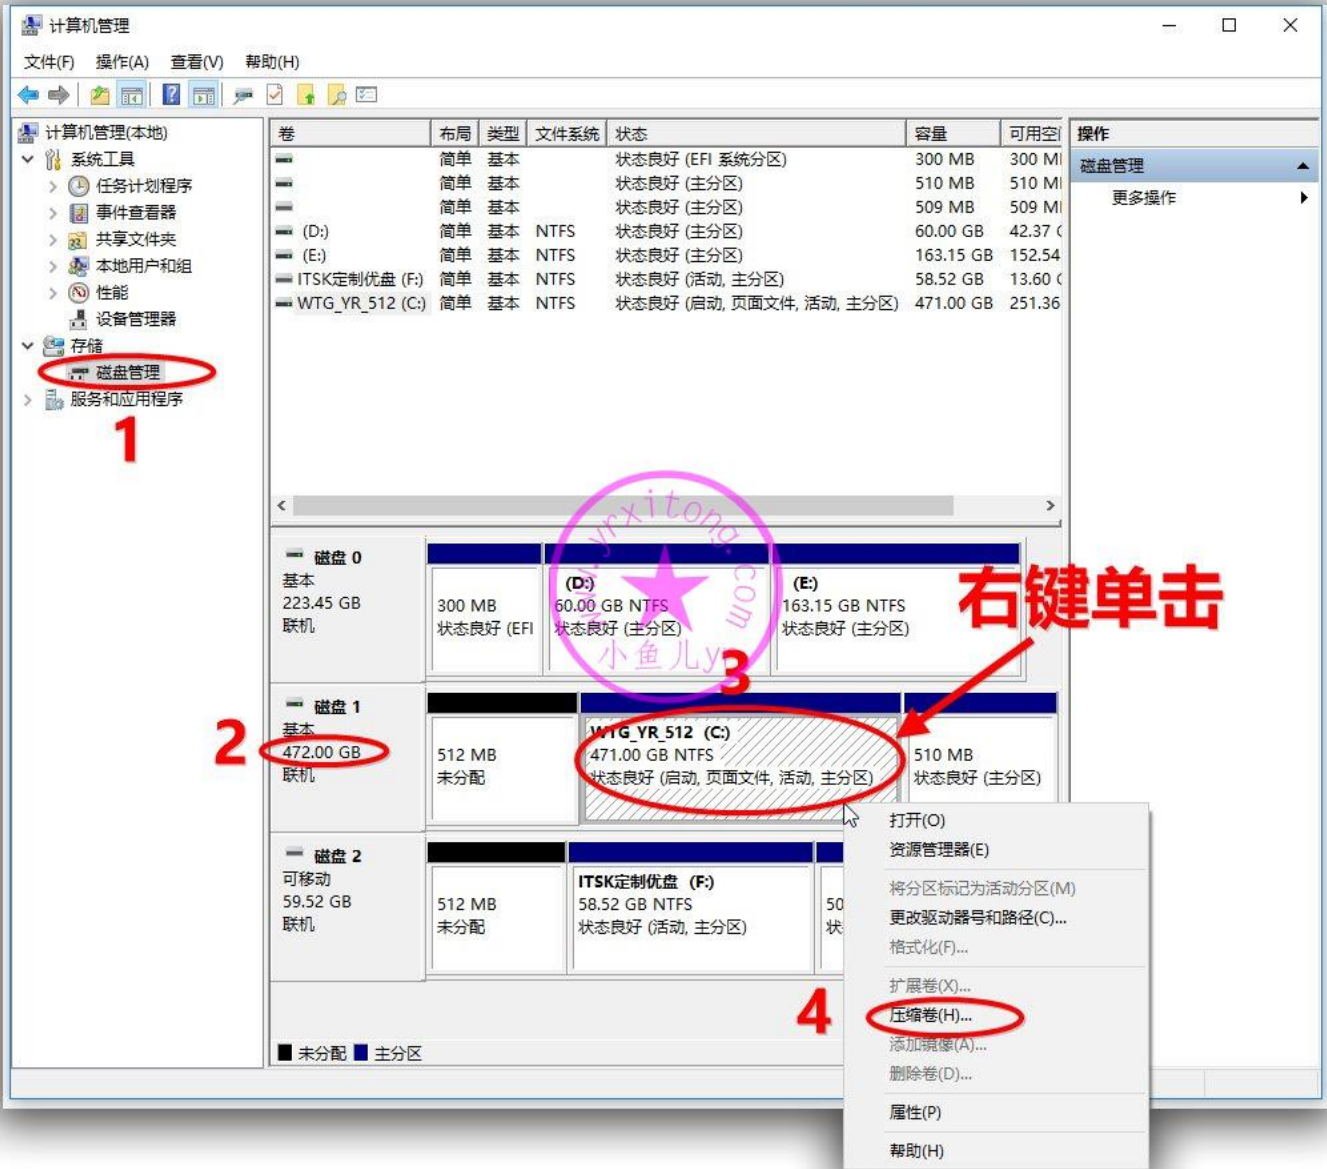 计算机管理
文件(F) 操作(A) 查看(V) 帮助(H)
计算机管理(本地)
系统工具
任务计划程序
事件查看器
共享文件夹
本地用户和组
性能
设备管理器
存储
磁盘管理
服务和应用程序
1
卷 布局 类型 文件系统 状态 容量 可用空
简单 基本 状态良好 (EFI 系统分区) 300 MB 300 M
简单 基本 状态良好 (主分区) 510 MB 510 M
简单 基本 状态良好 (主分区) 509 MB 509 M
(D:) 简单 基本 NTFS 状态良好 (主分区) 60.00 GB 42.37
(E:) 简单 基本 NTFS 状态良好 (主分区) 163.15 GB 152.54
ITSK定制优盘 (F:) 简单 基本 NTFS 状态良好 (活动, 主分区) 58.52 GB 13.60
WTG_YR_512 (C:) 简单 基本 NTFS 状态良好 (启动, 页面文件, 活动, 主分区) 471.00 GB 251.36
操作
磁盘管理
更多操作
磁盘 0
基本
223.45 GB
联机
300 MB
状态良好 (EFI
(D:)
60.00 GB NTFS
状态良好 (主分区)
(E:)
163.15 GB NTFS
状态良好 (主分区)
www.yrxitong.com
小鱼儿yr
右键单击
3
2
磁盘 1
基本
472.00 GB
联机
512 MB
未分配
WTG_YR_512 (C:)
471.00 GB NTFS
状态良好 (启动, 页面文件, 活动, 主分区)
510 MB
状态良好 (主分区)
磁盘 2
可移动
59.52 GB
联机
512 MB
未分配
ITSK定制优盘 (F:)
58.52 GB NTFS
状态良好 (活动, 主分区)
50
状
未分配 主分区
4
打开(O)
资源管理器(E)
将分区标记为活动分区(M)
更改驱动器号和路径(C)...
格式化(F)...
扩展卷(X)...
压缩卷(H)...
添加镜像(A)...
删除卷(D)...
属性(P)
帮助(H)